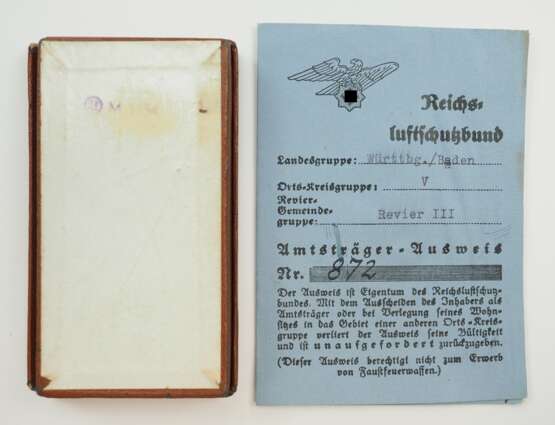 Reichs-
luftschutzbund
Landesgruppe: Württbg./Baden
Orts-Kreisgruppe: V
Revier-
Gemeinde-
gruppe: Revier III
Amtsträger-Ausweis
Nr. 872
Der Ausweis ist Eigentum des Reichsluftschutz-
bundes. Mit dem Ausscheiden des Inhabers als
Amtsträger oder bei Verlegung seines Wohn-
sitzes in das Gebiet einer anderen Orts-Kreis-
gruppe verliert der Ausweis seine Gültigkeit
und ist unaufgefordert zurückzugeben.
(Dieser Ausweis berechtigt nicht zum Erwerb
von Faustfeuerwaffen.)